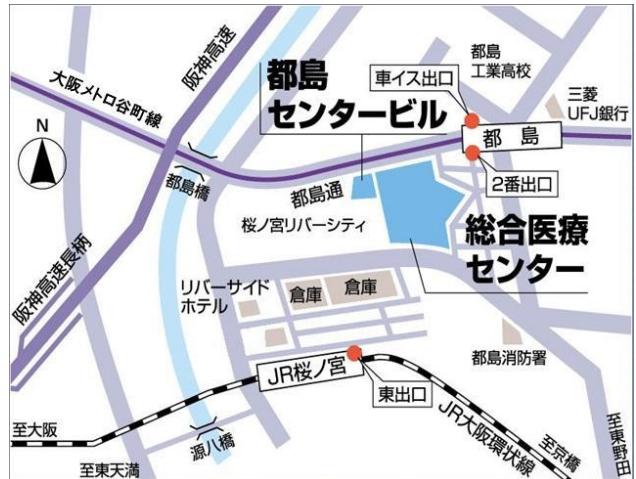 阪神高速
都島
工業高校
大阪メトロ谷町線
都島
センタービル
車イス出口
三菱
UFJ銀行
N
都島
都島橋
都島通
2番出口
桜ノ宮リバーシティ
総合医療
センター
阪神高速長柄
リバーサイド
ホテル
倉庫
倉庫
都島消防署
JR桜ノ宮
東出口
JR大阪環状線
至大阪
源八橋
至東天満
至京橋
至東野田